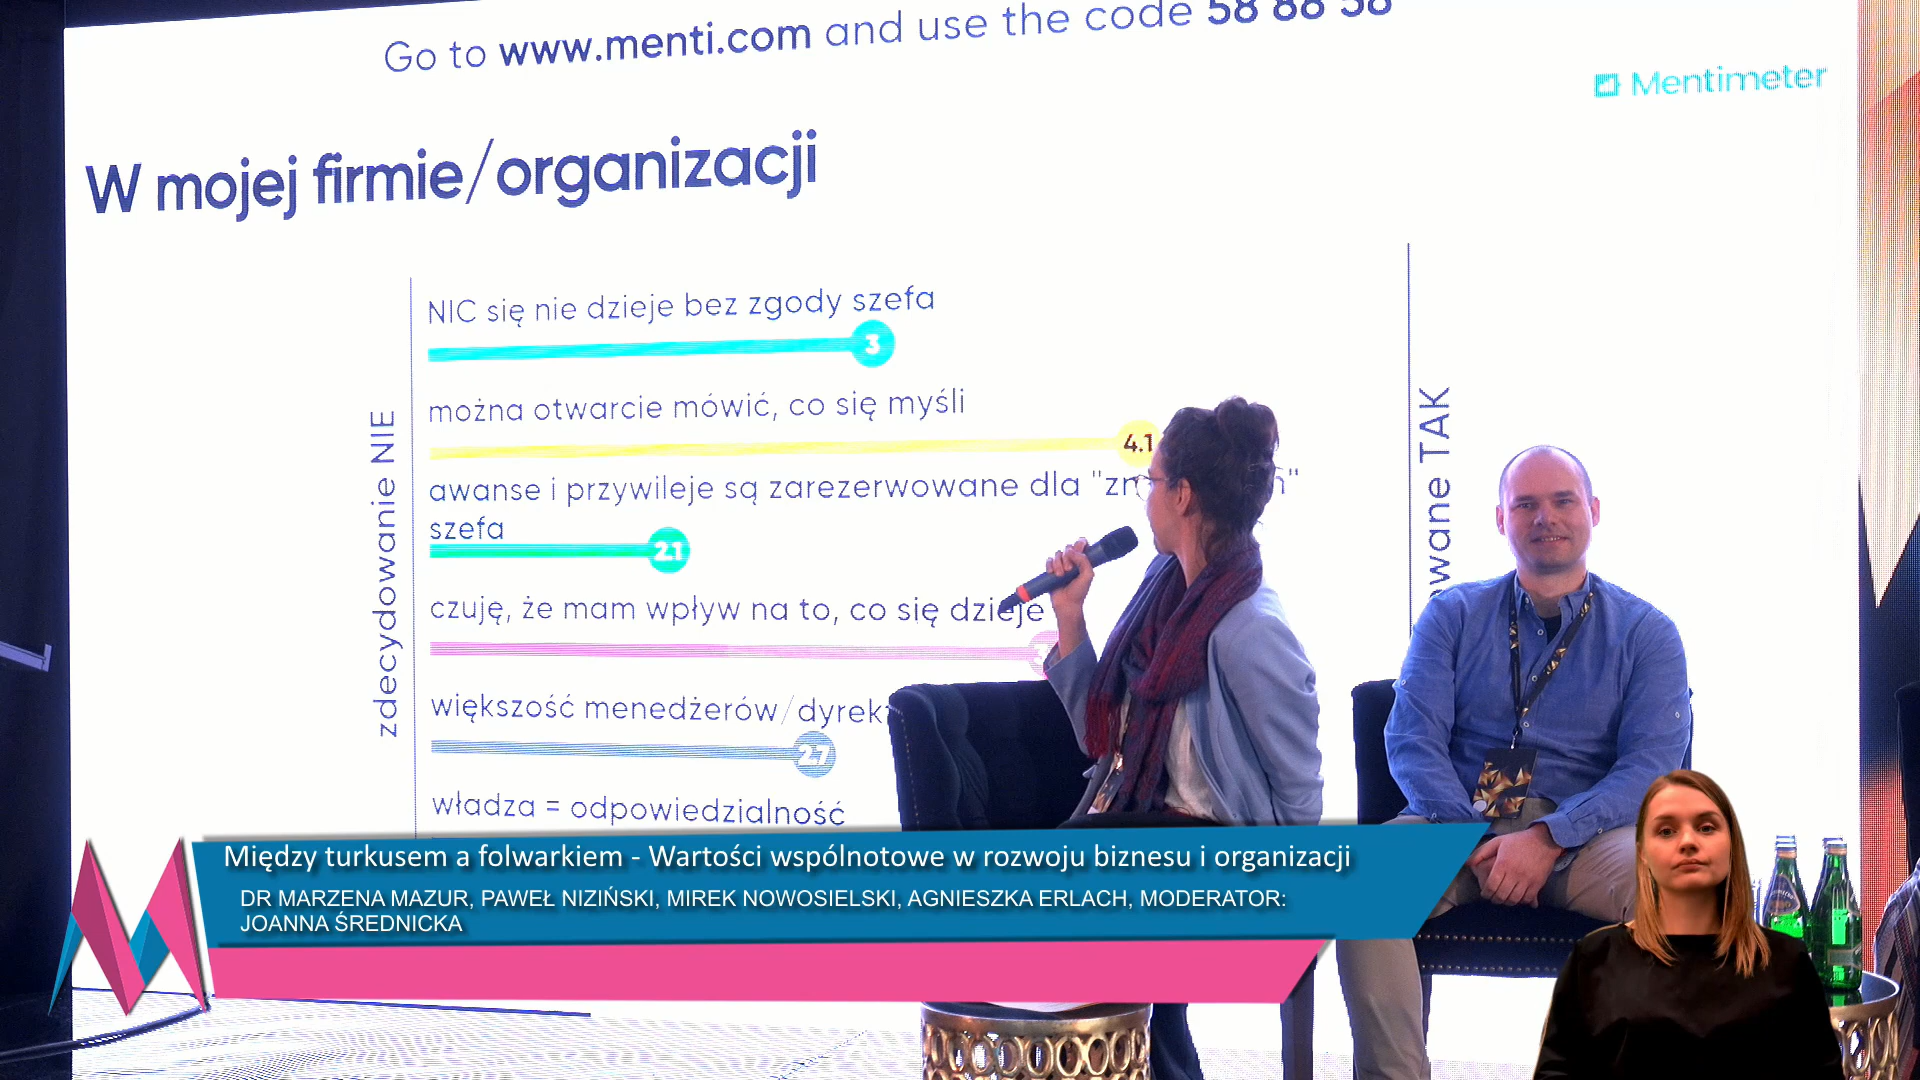 Go to www.menti.com and use the code 58 88 58
Mentimeter
W mojej firmie/organizacji
NIC się nie dzieje bez zgody szefa
3
można otwarcie mówić, co się myśli
4.1
awanse i przywileje są zarezerwowane dla
szefa
2.1
czuję, że mam wpływ na to, co się dzieje
większość menedżerów/
2.7
władza = odpowiedzialność
zdecydowanie NIE
TAK
Między turkusem a folwarkiem - Wartości wspólnotowe w rozwoju biznesu i organizacji
DR MARZENA MAZUR, PAWEŁ NIZIŃSKI, MIREK NOWOSIELSKI, AGNIESZKA ERLACH, MODERATOR:
JOANNA ŚREDNICKA